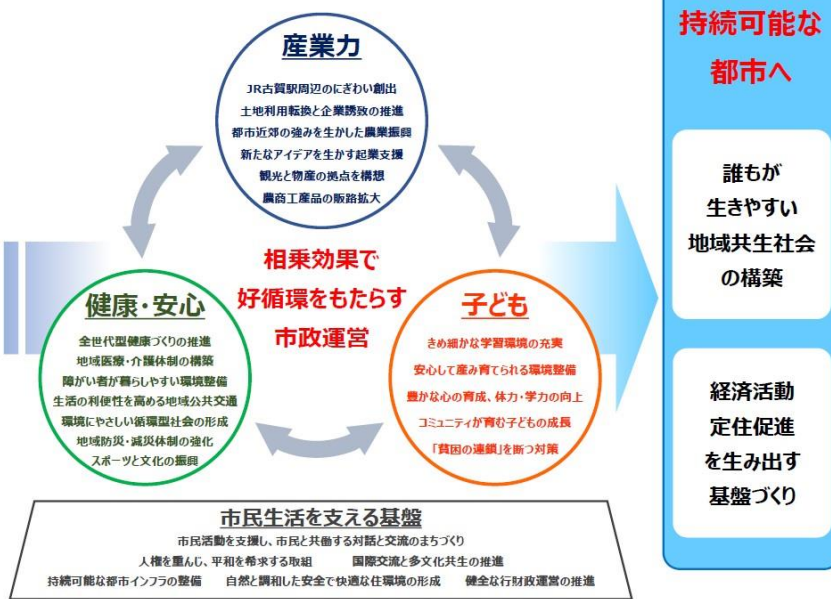 産業力
JR古賀駅周辺のにぎわい創出
土地利用転換と企業誘致の推進
都市近郊の強みを生かした農業振興
新たなアイデアを生かす起業支援
観光と物産の拠点を構想
農商工産品の販路拡大
相乗効果で
好循環をもたらす
市政運営
健康・安心
全世代型健康づくりの推進
地域医療・介護体制の構築
障がい者が暮らしやすい環境整備
生活の利便性を高める地域公共交通
環境にやさしい循環型社会の形成
地域防災・減災体制の強化
スポーツと文化の振興
子ども
きめ細かな学習環境の充実
安心して産み育てられる環境整備
豊かな心の育成、体力・学力の向上
コミュニティが育む子どもの成長
「貧困の連鎖」を断つ対策
市民生活を支える基盤
市民活動を支援し、市民と共働する対話と交流のまちづくり
人権を重んじ、平和を希求する取組 国際交流と多文化共生の推進
持続可能な都市インフラの整備 自然と調和した安全で快適な住環境の形成 健全な行財政運営の推進
持続可能な
都市へ
誰もが
生きやすい
地域共生社会
の構築
経済活動
定住促進
を生み出す
基盤づくり